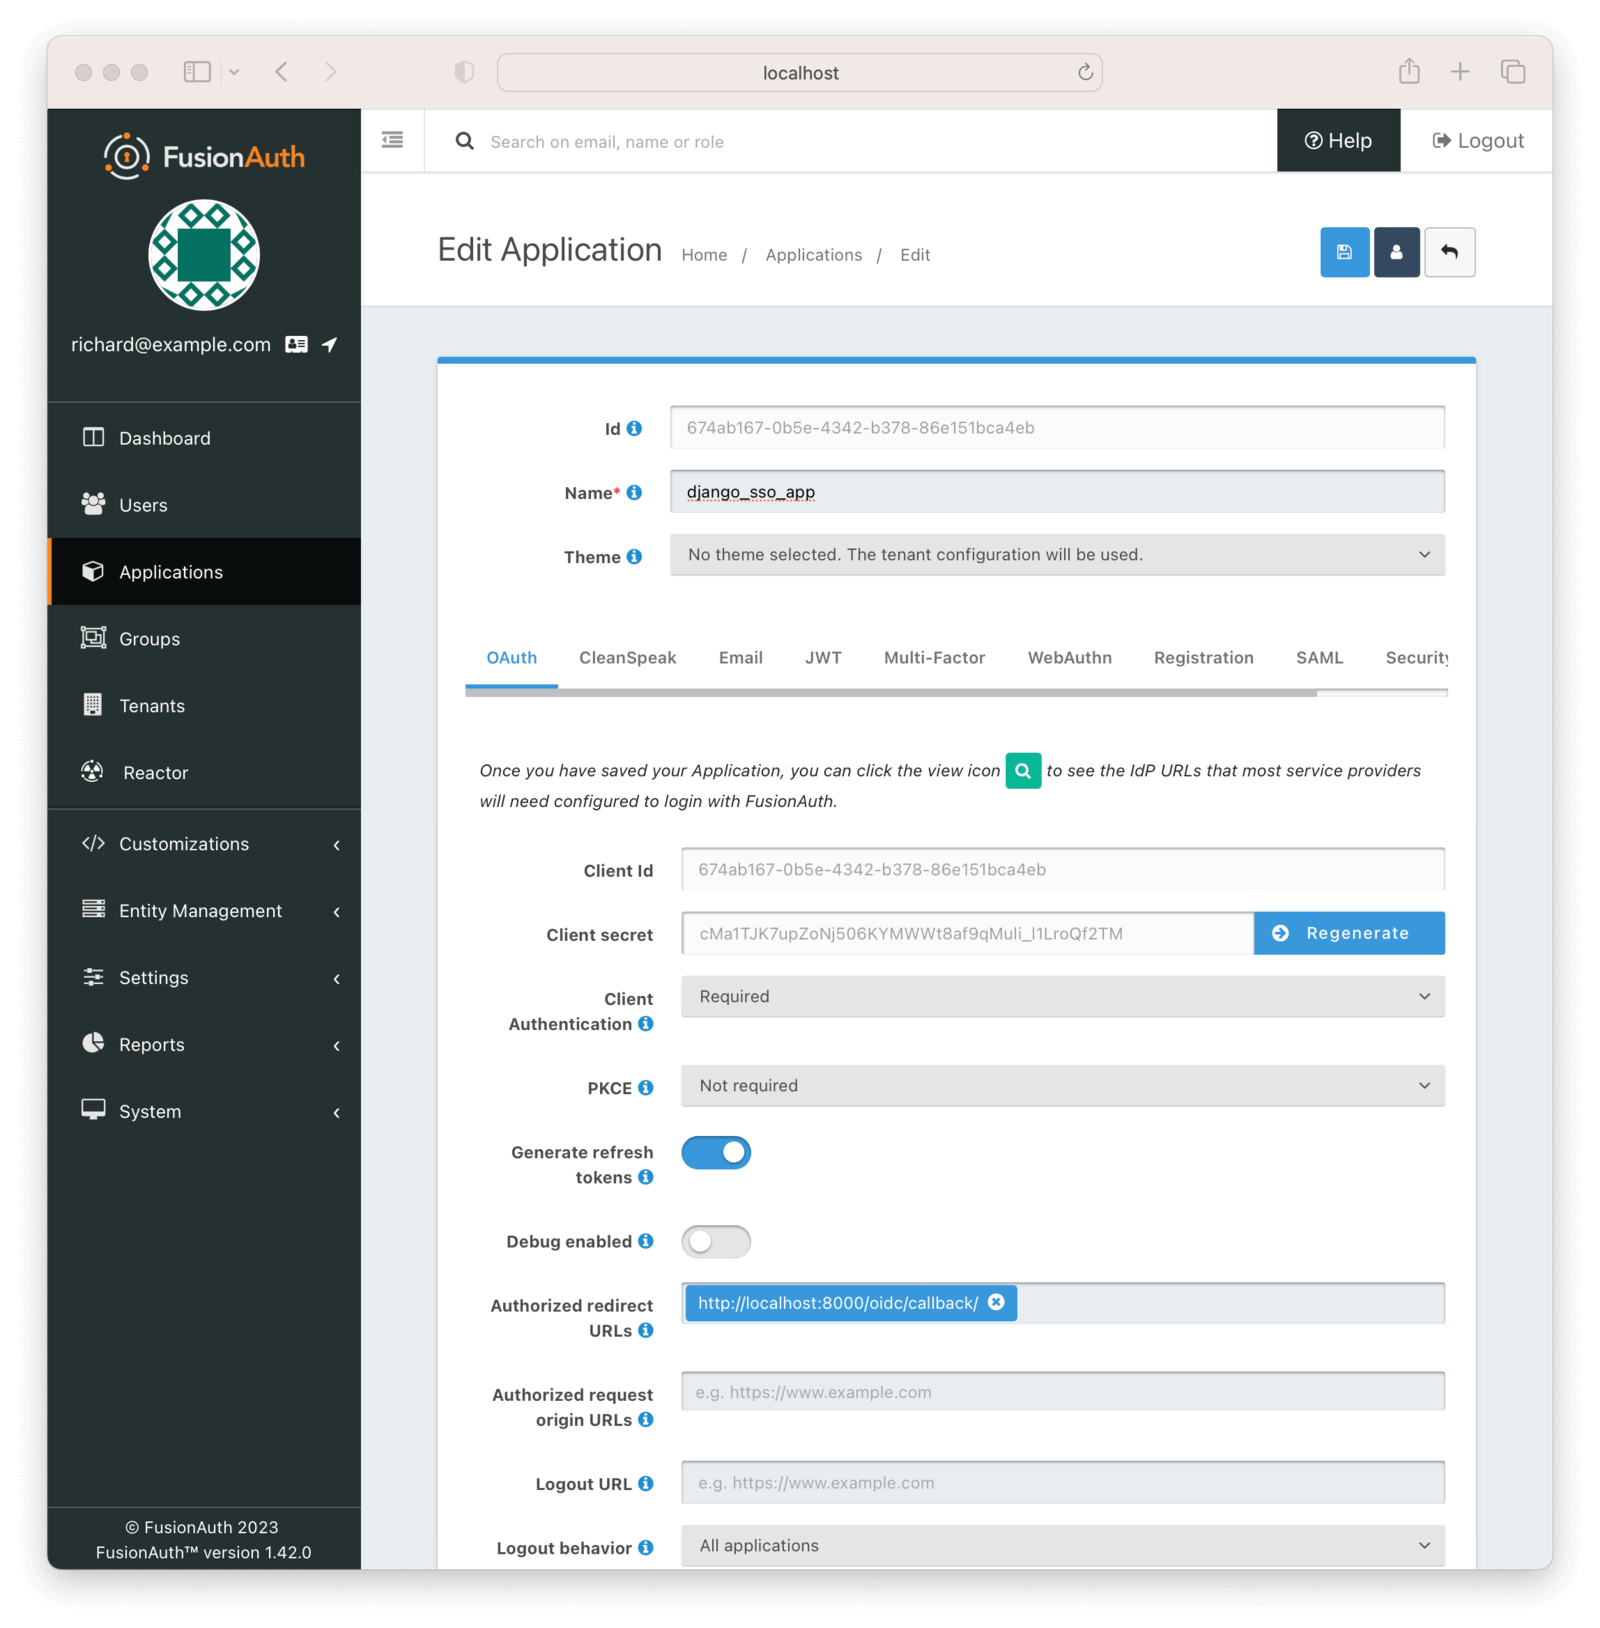 localhost
FusionAuth
Search on email, name or role
Help
Logout
richard@example.com
Dashboard
Users
Applications
Groups
Tenants
Reactor
Customizations
Entity Management
Settings
Reports
System
© FusionAuth 2023
FusionAuth™ version 1.42.0
Edit Application Home / Applications / Edit
Id 674ab167-0b5e-4342-b378-86e151bca4eb
Name* django_sso_app
Theme No theme selected. The tenant configuration will be used.
OAuth CleanSpeak Email JWT Multi-Factor WebAuthn Registration SAML Security
Once you have saved your Application, you can click the view icon to see the IdP URLs that most service providers
will need configured to login with FusionAuth.
Client Id 674ab167-0b5e-4342-b378-86e151bca4eb
Client secret cMa1TJK7upZoNj506KYMWWt8af9qMuli_l1LroQf2TM Regenerate
Client
Authentication
Required
PKCE Not required
Generate refresh
tokens
Debug enabled
Authorized redirect
URLs
http://localhost:8000/oidc/callback/
Authorized request
origin URLs
e.g. https://www.example.com
Logout URL e.g. https://www.example.com
Logout behavior All applications